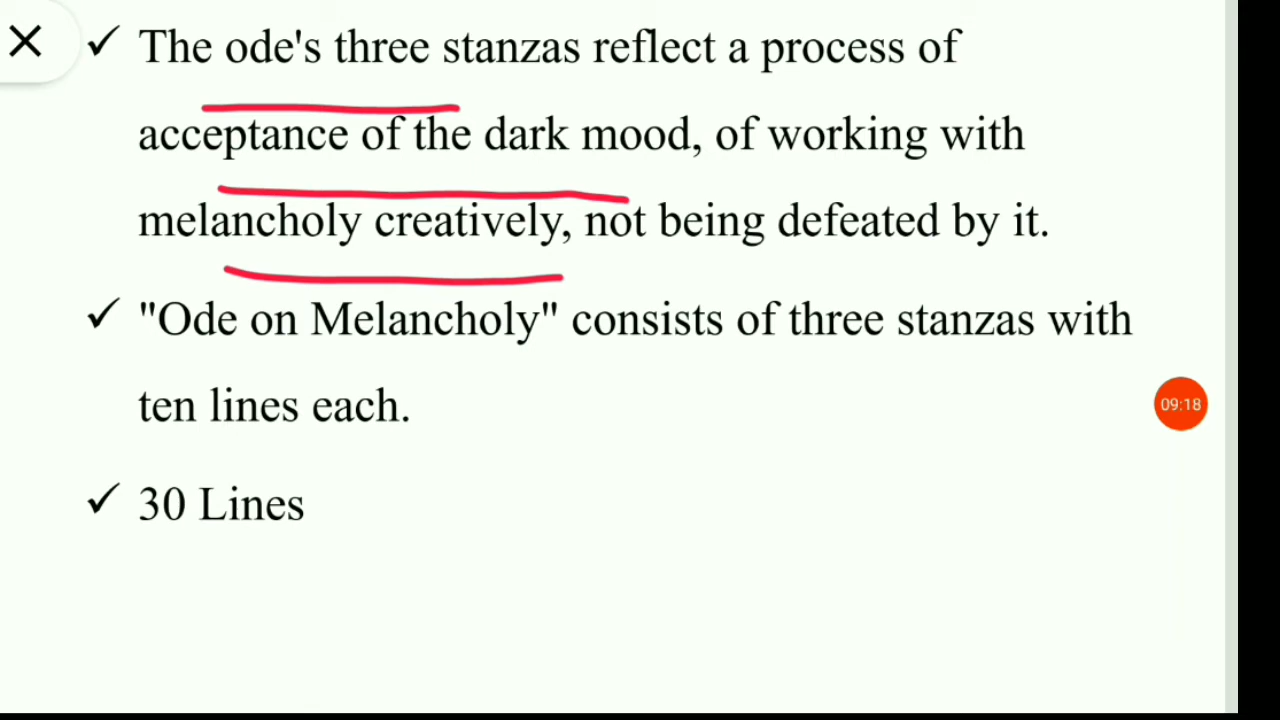 ✓ The ode's three stanzas reflect a process of
acceptance of the dark mood, of working with
melancholy creatively, not being defeated by it.
✓ "Ode on Melancholy" consists of three stanzas with
ten lines each.
09:18
✓ 30 Lines